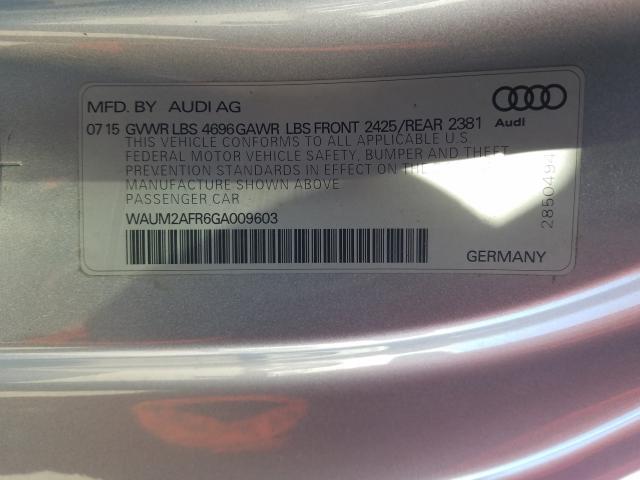 MFD. BY AUDI AG
07 15 GVWR LBS 4696 GAWR LBS FRONT 2425/REAR 2381
THIS VEHICLE CONFORMS TO ALL APPLICABLE U.S.
FEDERAL MOTOR VEHICLE SAFETY, BUMPER AND THEFT
PREVENTION STANDARDS IN EFFECT ON THE DATE OF
MANUFACTURE SHOWN ABOVE
PASSENGER CAR
WAUM2AFR6GA009603
Audi
2850494
GERMANY